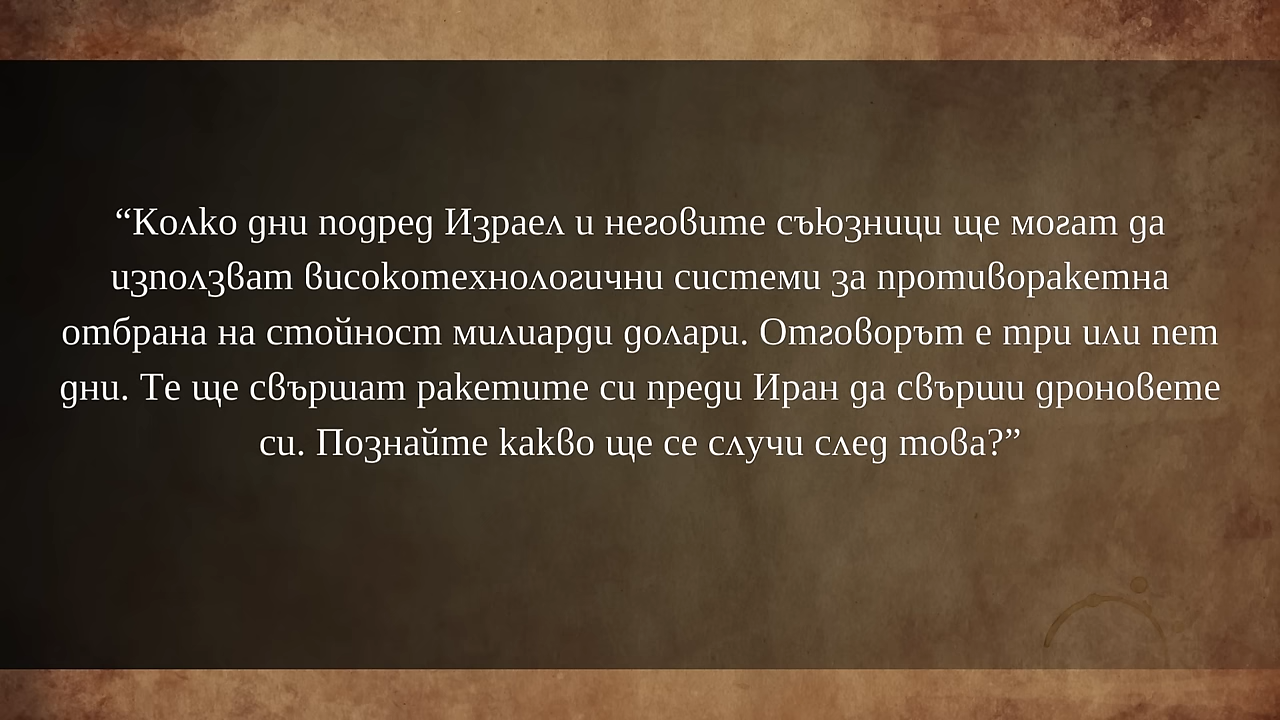 “Колко дни подред Израел и неговите съюзници ще могат да
използват високотехнологични системи за противоракетна
отбрана на стойност милиарди долари. Отговорът е три или пет
дни. Те ще свършат ракетите си преди Иран да свърши дроновете
си. Познайте какво ще се случи след това?”